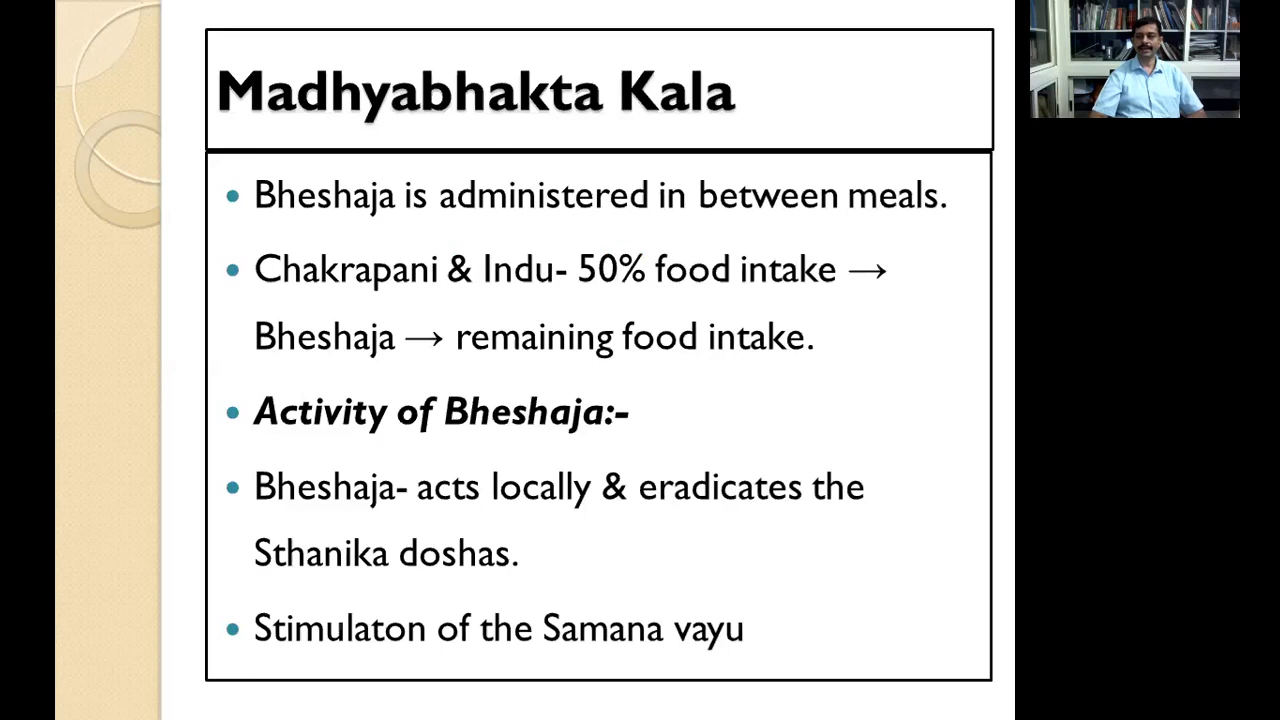 Madhyabhakta Kala
• Bheshaja is administered in between meals.
• Chakrapani & Indu- 50% food intake →
Bheshaja → remaining food intake.
• Activity of Bheshaja:-
• Bheshaja- acts locally & eradicates the
Sthanika doshas.
• Stimulaton of the Samana vayu